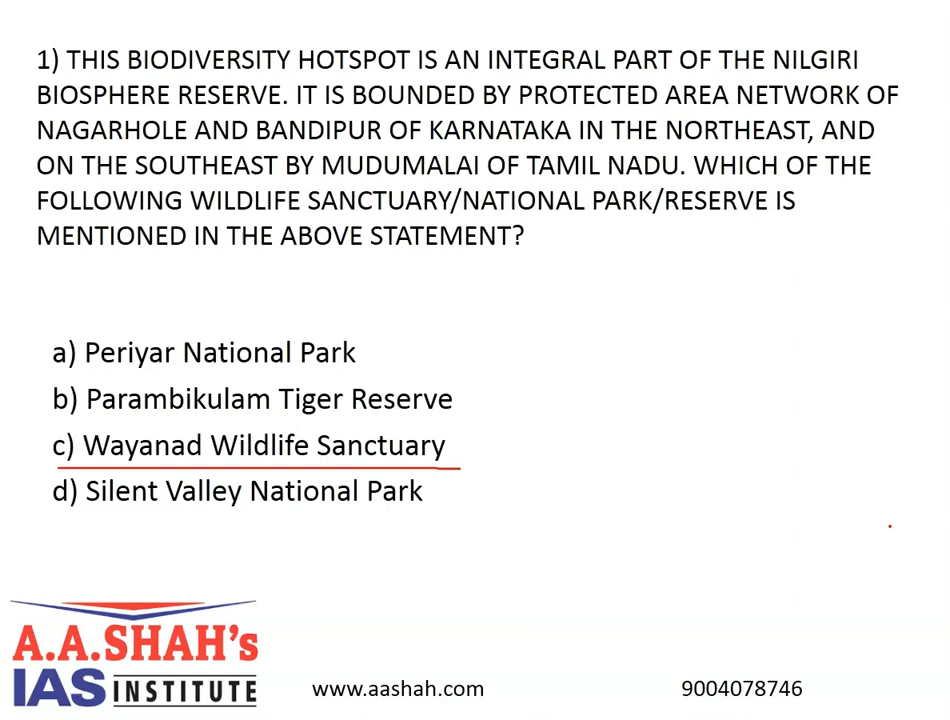 1) THIS BIODIVERSITY HOTSPOT IS AN INTEGRAL PART OF THE NILGIRI
BIOSPHERE RESERVE. IT IS BOUNDED BY PROTECTED AREA NETWORK OF
NAGARHOLE AND BANDIPUR OF KARNATAKA IN THE NORTHEAST, AND
ON THE SOUTHEAST BY MUDUMALAI OF TAMIL NADU. WHICH OF THE
FOLLOWING WILDLIFE SANCTUARY/NATIONAL PARK/RESERVE IS
MENTIONED IN THE ABOVE STATEMENT?
a) Periyar National Park
b) Parambikulam Tiger Reserve
c) Wayanad Wildlife Sanctuary
d) Silent Valley National Park
A.A.SHAH's
IAS INSTITUTE
www.aashah.com
9004078746